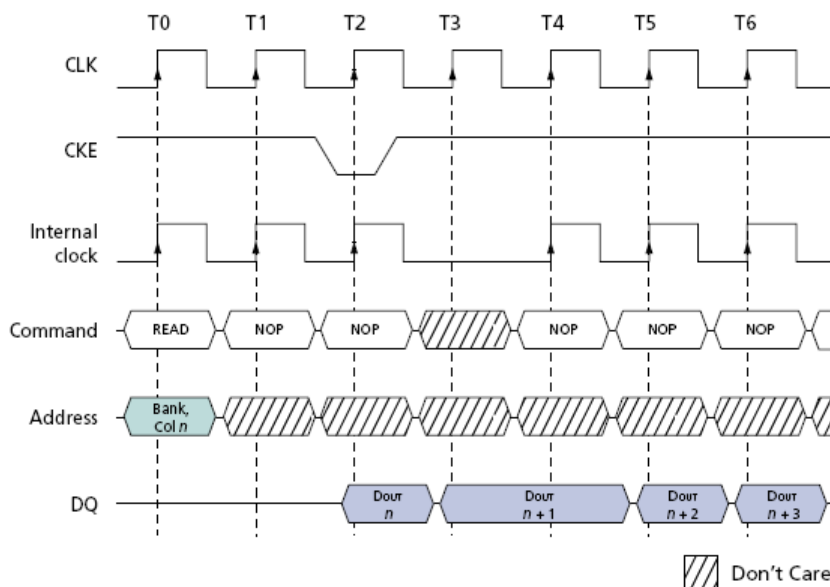 T0 T1 T2 T3 T4 T5 T6
CLK
CKE
Internal
clock
Command READ NOP NOP NOP NOP NOP
Address Bank,
Col n
DQ DOUT
n DOUT
n + 1 DOUT
n + 2 DOUT
n + 3
Don't Care